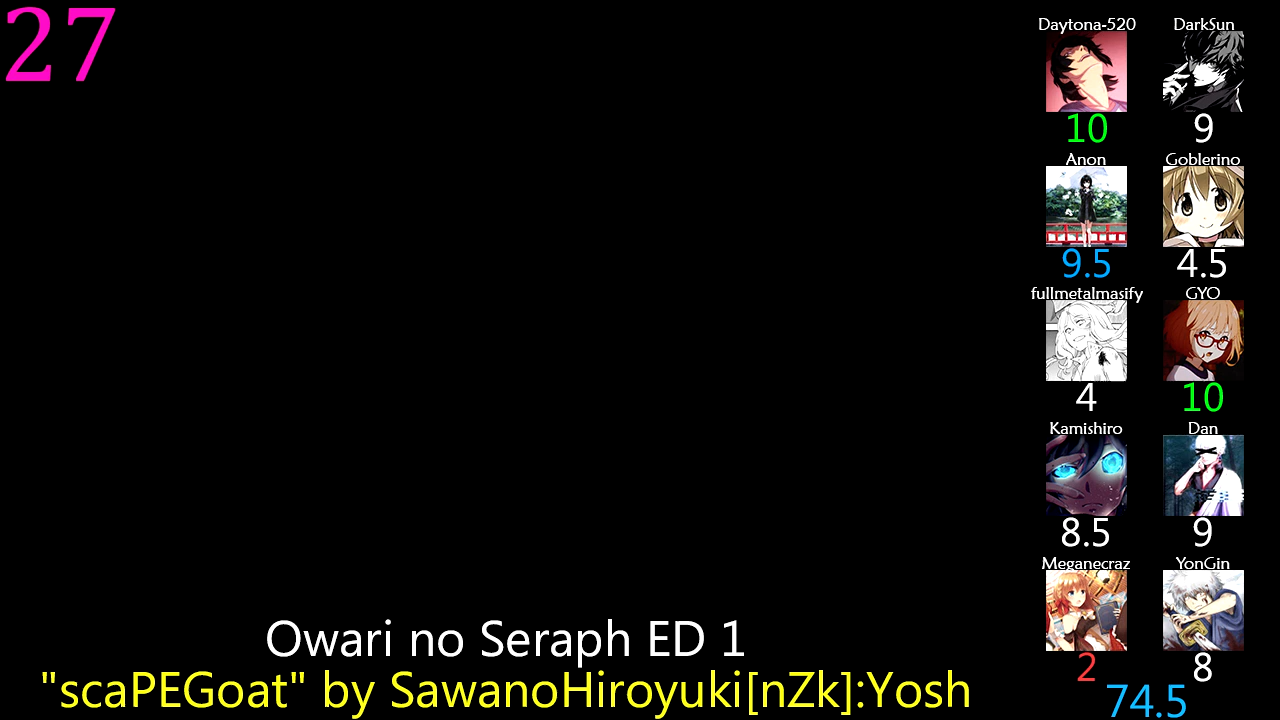 27
Daytona-520 DarkSun
10 9
Anon Goblerino
9.5 4.5
fullmetalmasify GYO
4 10
Kamishiro Dan
8.5 9
Meganecraz YonGin
2 8
74.5
Owari no Seraph ED 1
"scaPEGoat" by SawanoHiroyuki[nZk]:Yosh